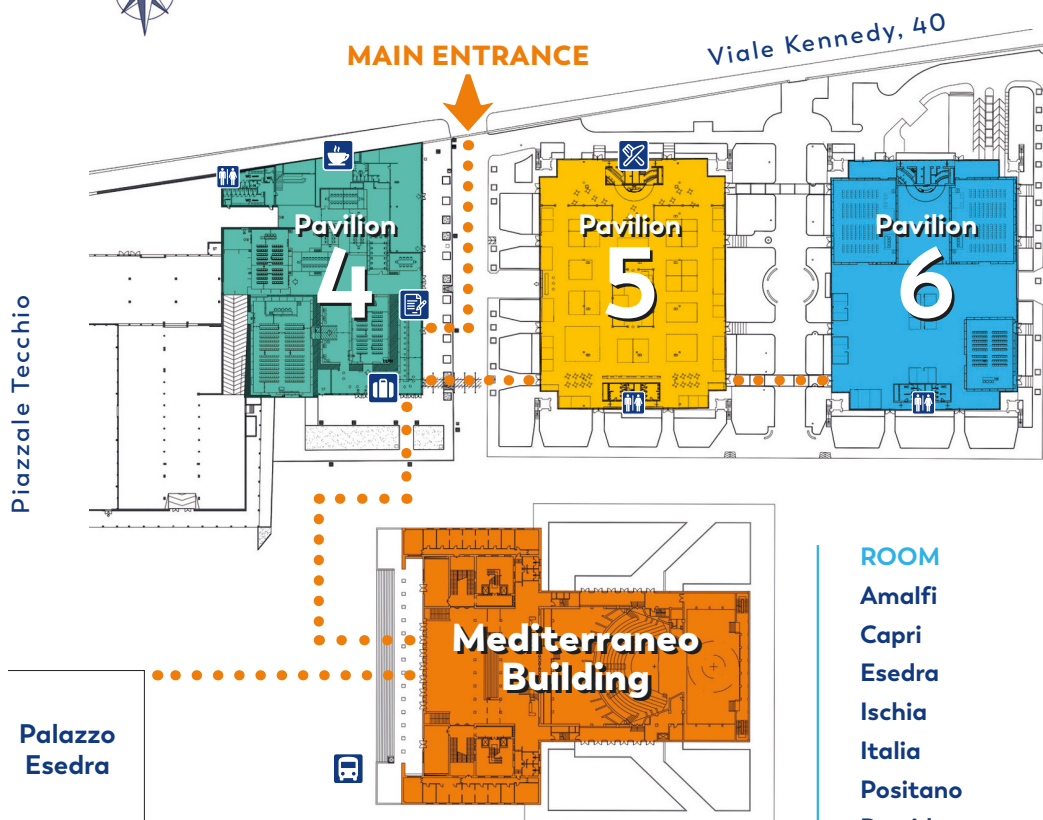 MAIN ENTRANCE
Viale Kennedy, 40
Pavilion
4
Pavilion
5
Pavilion
6
Piazzale Tecchio
Mediterraneo
Building
Palazzo
Esedra
ROOM
Amalfi
Capri
Esedra
Ischia
Italia
Positano